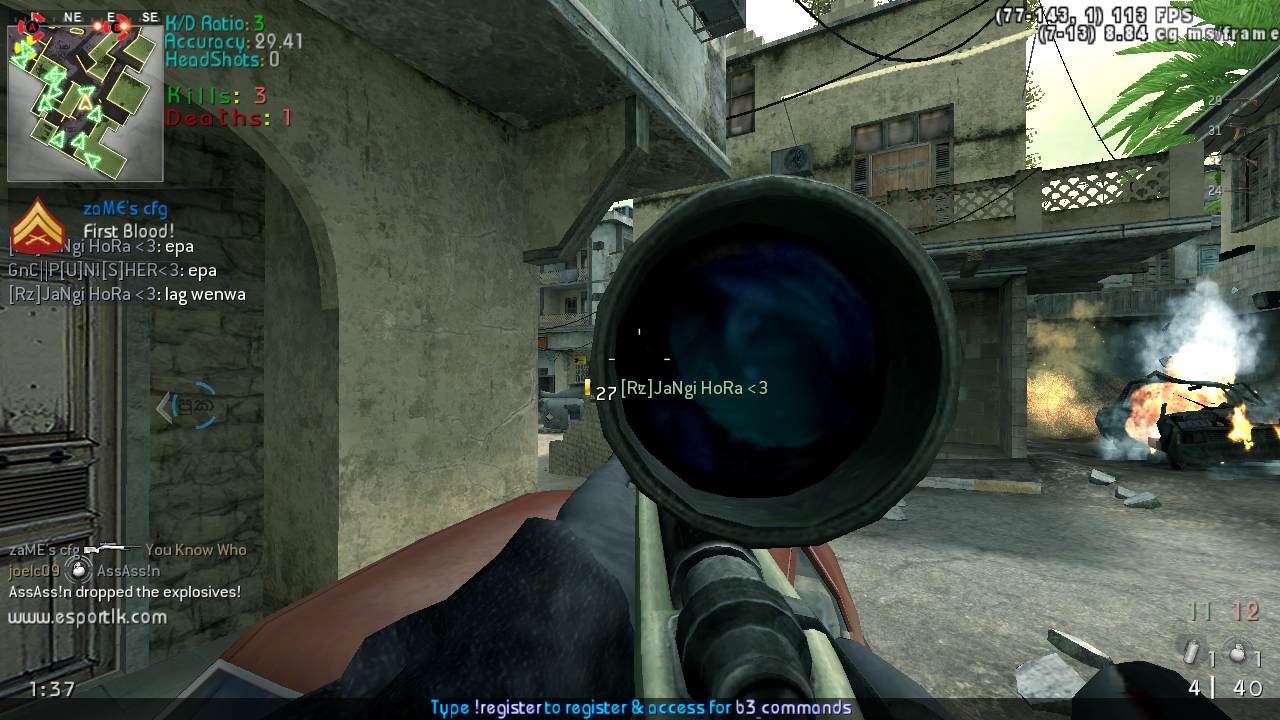 NE E SE
K/D Ratio: 3
Accuracy: 29.41
HeadShots: 0
Kills: 3
Deaths: 1
(77-143, 1) 113 FPS
(7-13) 8.84 cg ms/frame
29
31
24
zaM€'s cfg
First Blood!
Ngi HoRa <3: epa
GnC||P[U]NI[S]HER<3: epa
[Rz]JaNgi HoRa <3: lag wenwa
27 [Rz]JaNgi HoRa <3
zaME's cfg You Know Who
joelc09 AssAss!n
AssAss!n dropped the explosives!
www.esportlk.com
11 12
1 1
1:37
4| 40
Type !register to register & access for b3 commands